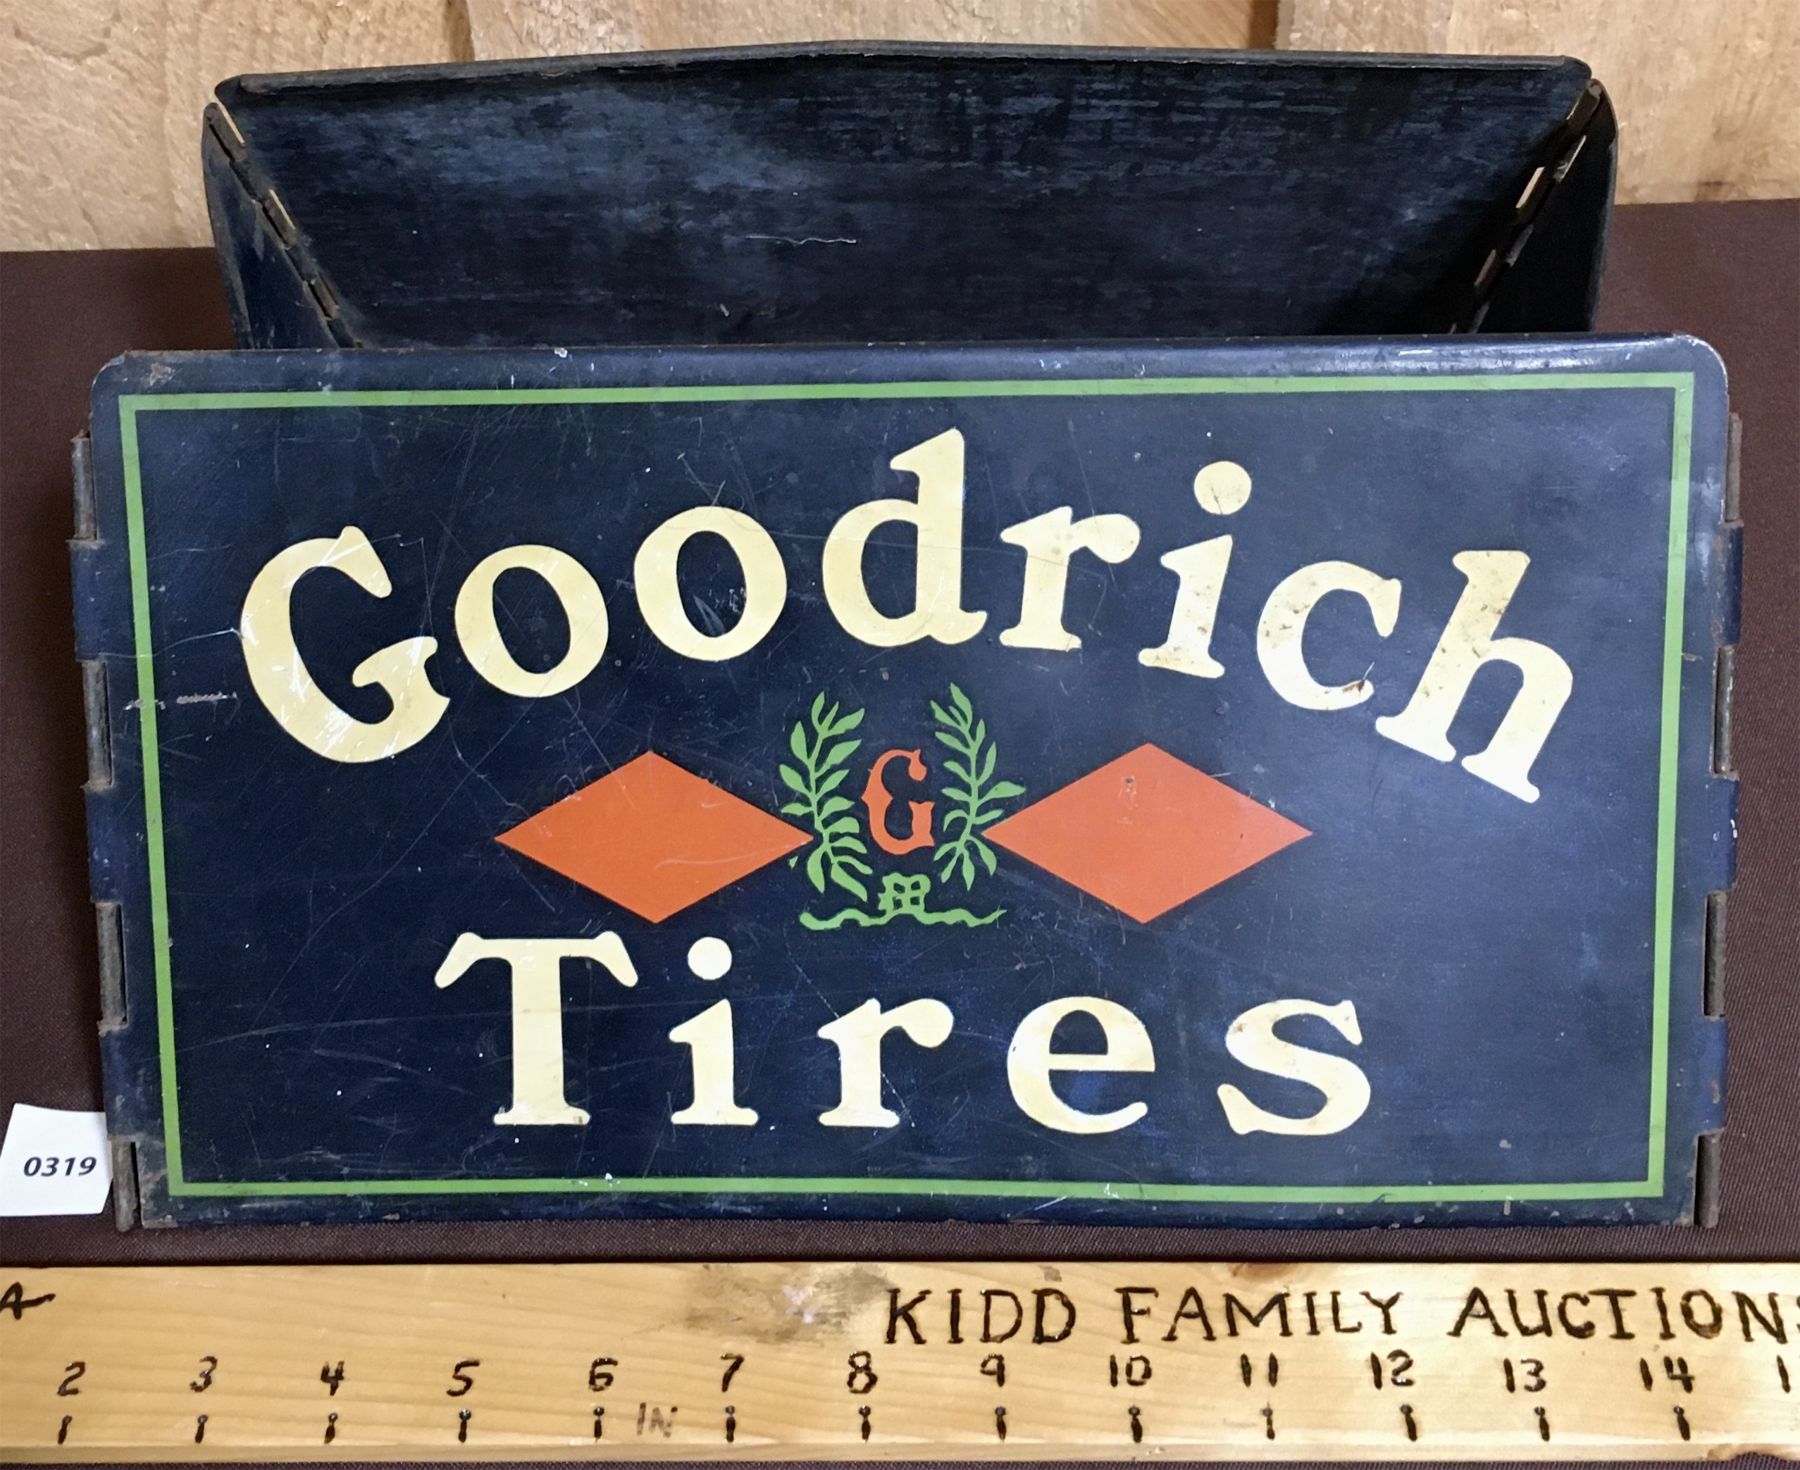 Goodrich
G
Tires
0319
KIDD FAMILY AUCTIONS
2 3 4 5 6 7 8 9 10 11 12 13 14
IN